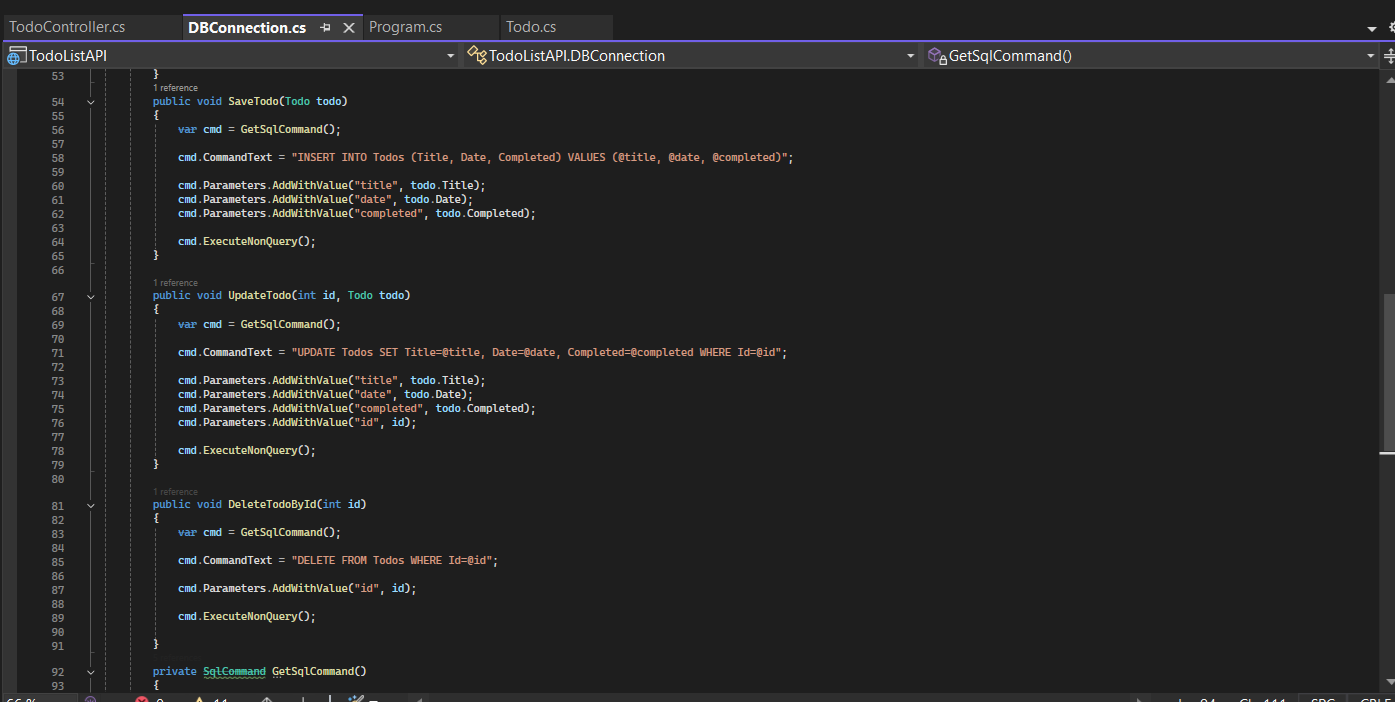 TodoController.cs DBConnection.cs Program.cs Todo.cs
TodoListAPI TodoListAPI.DBConnection GetSqlCommand()
53 }
1 reference
54 public void SaveTodo(Todo todo)
55 {
56 var cmd = GetSqlCommand();
57
58 cmd.CommandText = "INSERT INTO Todos (Title, Date, Completed) VALUES (@title, @date, @completed)";
59
60 cmd.Parameters.AddWithValue("title", todo.Title);
61 cmd.Parameters.AddWithValue("date", todo.Date);
62 cmd.Parameters.AddWithValue("completed", todo.Completed);
63
64 cmd.ExecuteNonQuery();
65 }
66
1 reference
67 public void UpdateTodo(int id, Todo todo)
68 {
69 var cmd = GetSqlCommand();
70
71 cmd.CommandText = "UPDATE Todos SET Title=@title, Date=@date, Completed=@completed WHERE Id=@id";
72
73 cmd.Parameters.AddWithValue("title", todo.Title);
74 cmd.Parameters.AddWithValue("date", todo.Date);
75 cmd.Parameters.AddWithValue("completed", todo.Completed);
76 cmd.Parameters.AddWithValue("id", id);
77
78 cmd.ExecuteNonQuery();
79 }
80
1 reference
81 public void DeleteTodoById(int id)
82 {
83 var cmd = GetSqlCommand();
84
85 cmd.CommandText = "DELETE FROM Todos WHERE Id=@id";
86
87 cmd.Parameters.AddWithValue("id", id);
88
89 cmd.ExecuteNonQuery();
90
91 }
92 private SqlCommand GetSqlCommand()
93 {